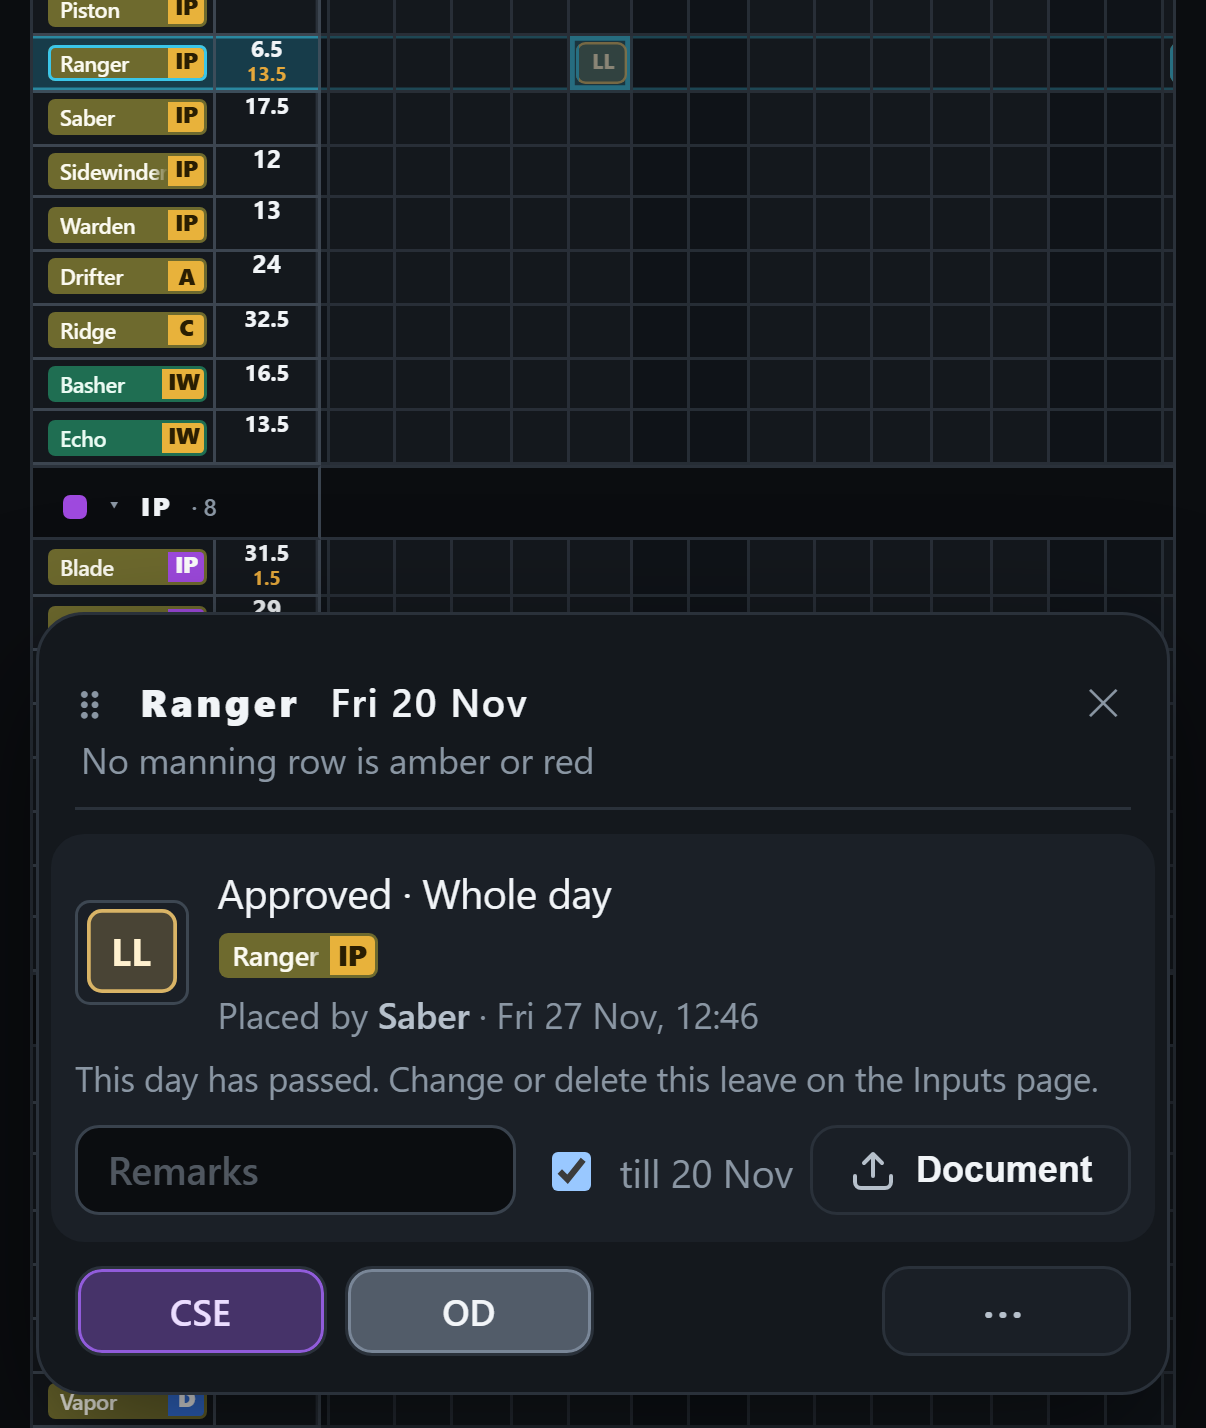 Piston IP
Ranger IP 6.5 LL
13.5
Saber IP 17.5
Sidewinder IP 12
Warden IP 13
Drifter A 24
Ridge C 32.5
Basher IW 16.5
Echo IW 13.5
IP · 8
Blade IP 31.5
1.5
29
Ranger Fri 20 Nov
No manning row is amber or red
LL
Approved · Whole day
Ranger IP
Placed by Saber · Fri 27 Nov, 12:46
This day has passed. Change or delete this leave on the Inputs page.
Remarks till 20 Nov Document
CSE OD ...
Vapor D